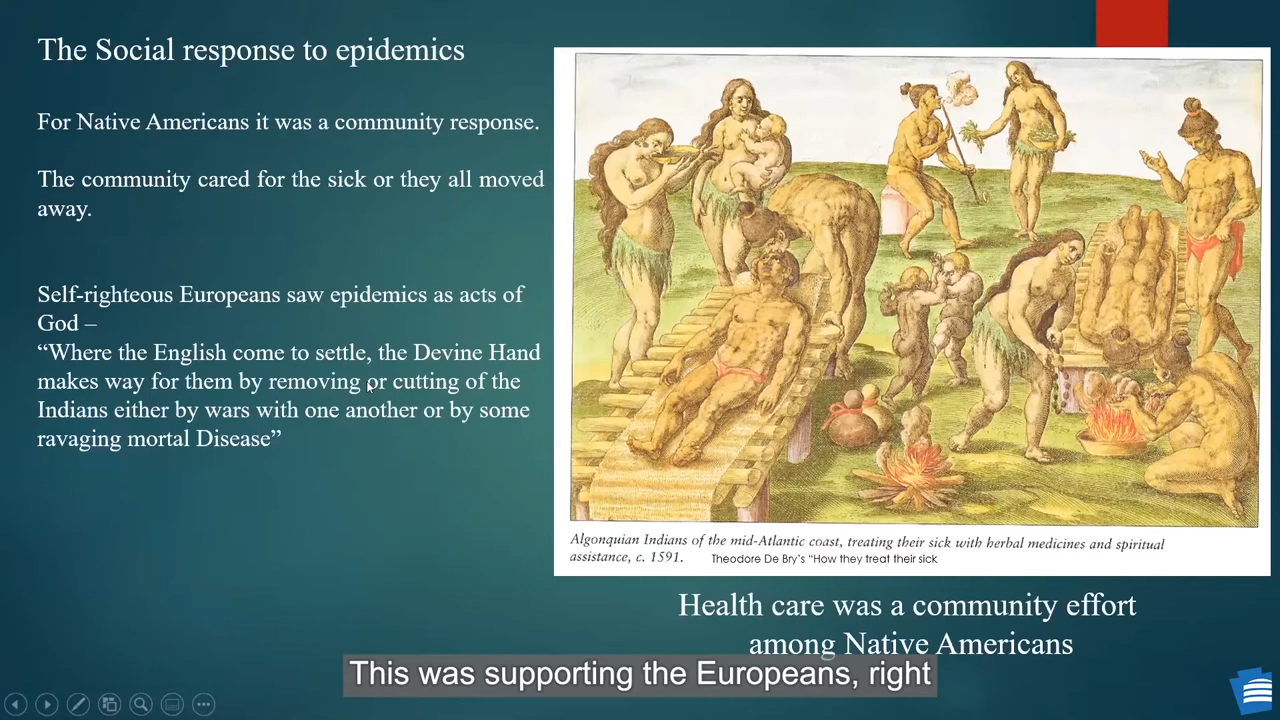 The Social response to epidemics
For Native Americans it was a community response.
The community cared for the sick or they all moved
away.
Self-righteous Europeans saw epidemics as acts of
God –
“Where the English come to settle, the Devine Hand
makes way for them by removing or cutting of the
Indians either by wars with one another or by some
ravaging mortal Disease”
Algonquian Indians of the mid-Atlantic coast, treating their sick with herbal medicines and spiritual
assistance, c. 1591. Theodore De Bry’s “How they treat their sick
Health care was a community effort
among Native Americans
This was supporting the Europeans, right